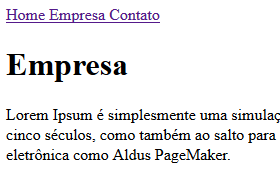 Home Empresa Contato
Empresa
Lorem Ipsum é simplesmente uma simulaç
cinco séculos, como também ao salto para
eletrônica como Aldus PageMaker.